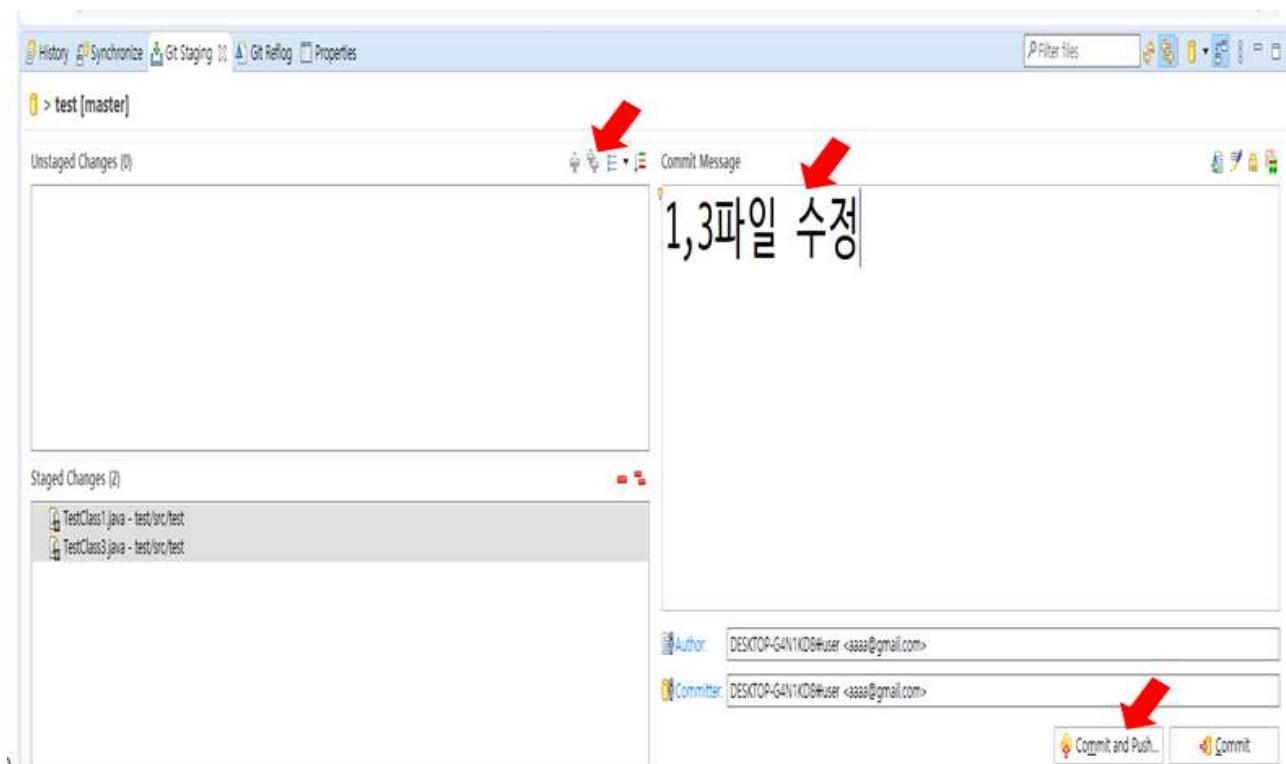 History Synchronize Git Staging Git Reflog Properties Filter files
> test [master]
Unstaged Changes (0)
Commit Message
1,3파일 수정
Staged Changes (2)
TestClass1.java - test/src/test
TestClass3.java - test/src/test
Author: DESKTOP-G4N1KDB#user <aaaa@gmail.com>
Committer: DESKTOP-G4N1KDB#user <aaaa@gmail.com>
Commit and Push... Commit